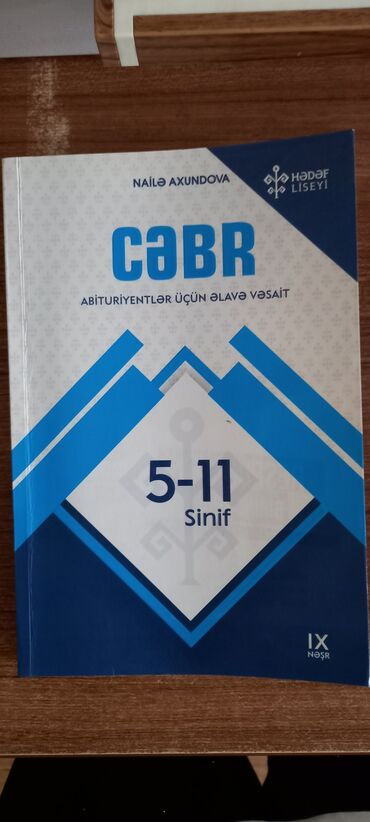 NAİLƏ AXUNDOVA
HƏDƏF
LİSEYİ
CƏBR
ABİTURİYENTLƏR ÜÇÜN ƏLAVƏ VƏSAİT
5-11
Sinif
IX
NƏŞR